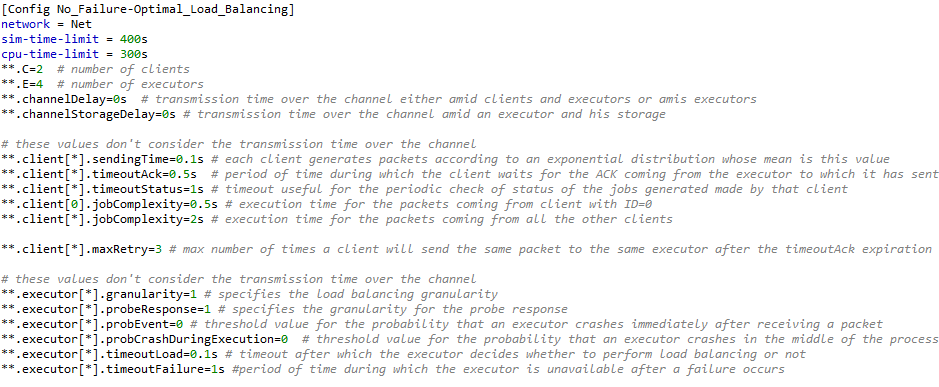 [Config No_Failure-Optimal_Load_Balancing]
network = Net
sim-time-limit = 400s
cpu-time-limit = 300s
**.C=2  # number of clients
**.E=4  # number of executors
**.channelDelay=0s  # transmission time over the channel either amid clients and executors or amis executors
**.channelStorageDelay=0s # transmission time over the channel amid an executor and his storage
# these values don't consider the transmission time over the channel
**.client[*].sendingTime=0.1s # each client generates packets according to an exponential distribution whose mean is this value
**.client[*].timeoutAck=0.5s  # period of time during which the client waits for the ACK coming from the executor to which it has sent
**.client[*].timeoutStatus=1s # timeout useful for the periodic check of status of the jobs generated made by that client
**.client[0].jobComplexity=0.5s # execution time for the packets coming from client with ID=0
**.client[*].jobComplexity=2s # execution time for the packets coming from all the other clients
**.client[*].maxRetry=3 # max number of times a client will send the same packet to the same executor after the timeoutAck expiration
# these values don't consider the transmission time over the channel
**.executor[*].granularity=1 # specifies the load balancing granularity
**.executor[*].probeResponse=1 # specifies the granularity for the probe response
**.executor[*].probEvent=0 # threshold value for the probability that an executor crashes immediately after receiving a packet
**.executor[*].probCrashDuringExecution=0  # threshold value for the probability that an executor crashes in the middle of the process
**.executor[*].timeoutLoad=0.1s # timeout after which the executor decides whether to perform load balancing or not
**.executor[*].timeoutFailure=1s #period of time during which the executor is unavailable after a failure occurs